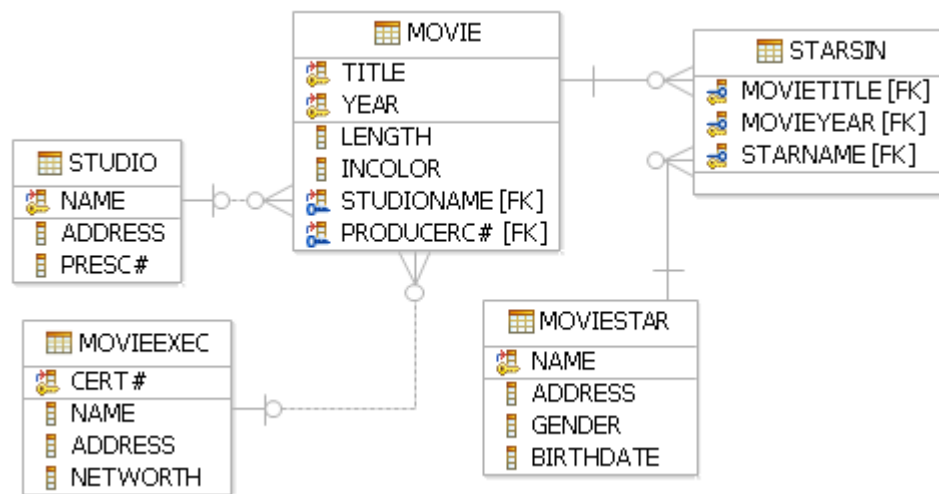 MOVIE
TITLE
YEAR
LENGTH
INCOLOR
STUDIONAME [FK]
PRODUCERC# [FK]
STARSIN
MOVIETITLE [FK]
MOVIEYEAR [FK]
STARNAME [FK]
STUDIO
NAME
ADDRESS
PRESC#
MOVIEEXEC
CERT#
NAME
ADDRESS
NETWORTH
MOVIESTAR
NAME
ADDRESS
GENDER
BIRTHDATE